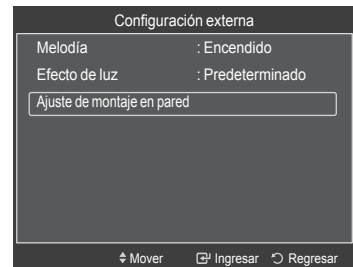 Configuración externa
Melodía : Encendido
Efecto de luz : Predeterminado
Ajuste de montaje en pared
Mover Ingresar Regresar